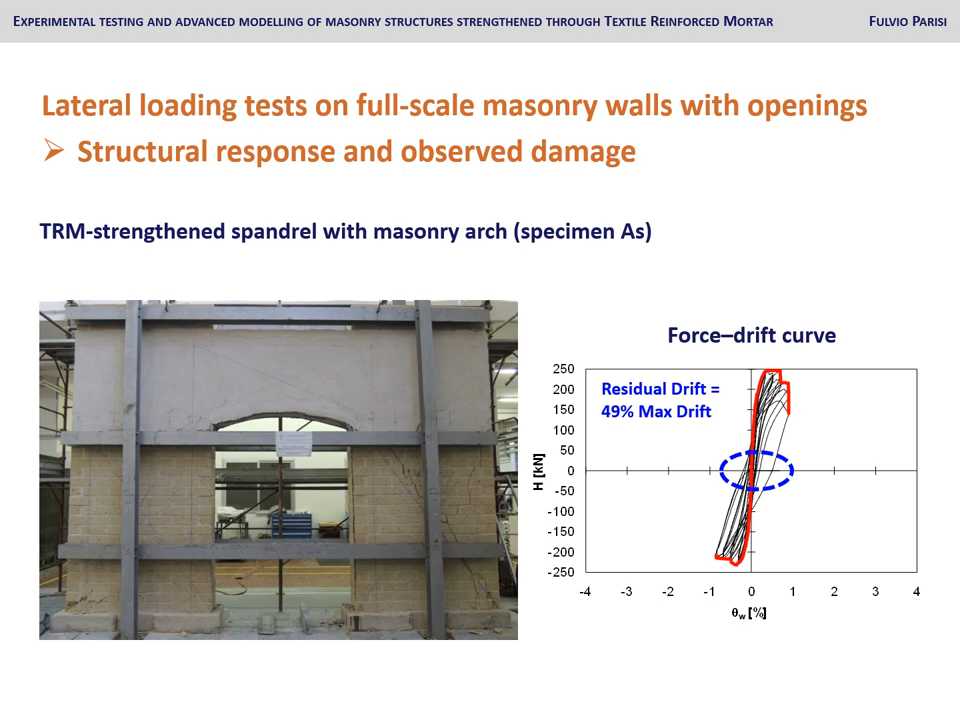 EXPERIMENTAL TESTING AND ADVANCED MODELLING OF MASONRY STRUCTURES STRENGTHENED THROUGH TEXTILE REINFORCED MORTAR FULVIO PARISI
Lateral loading tests on full-scale masonry walls with openings
➢ Structural response and observed damage
TRM-strengthened spandrel with masonry arch (specimen As)
Force–drift curve
Residual Drift =
49% Max Drift
H [kN]
250
200
150
100
50
0
-50
-100
-150
-200
-250
-4 -3 -2 -1 0 1 2 3 4
θw [%]